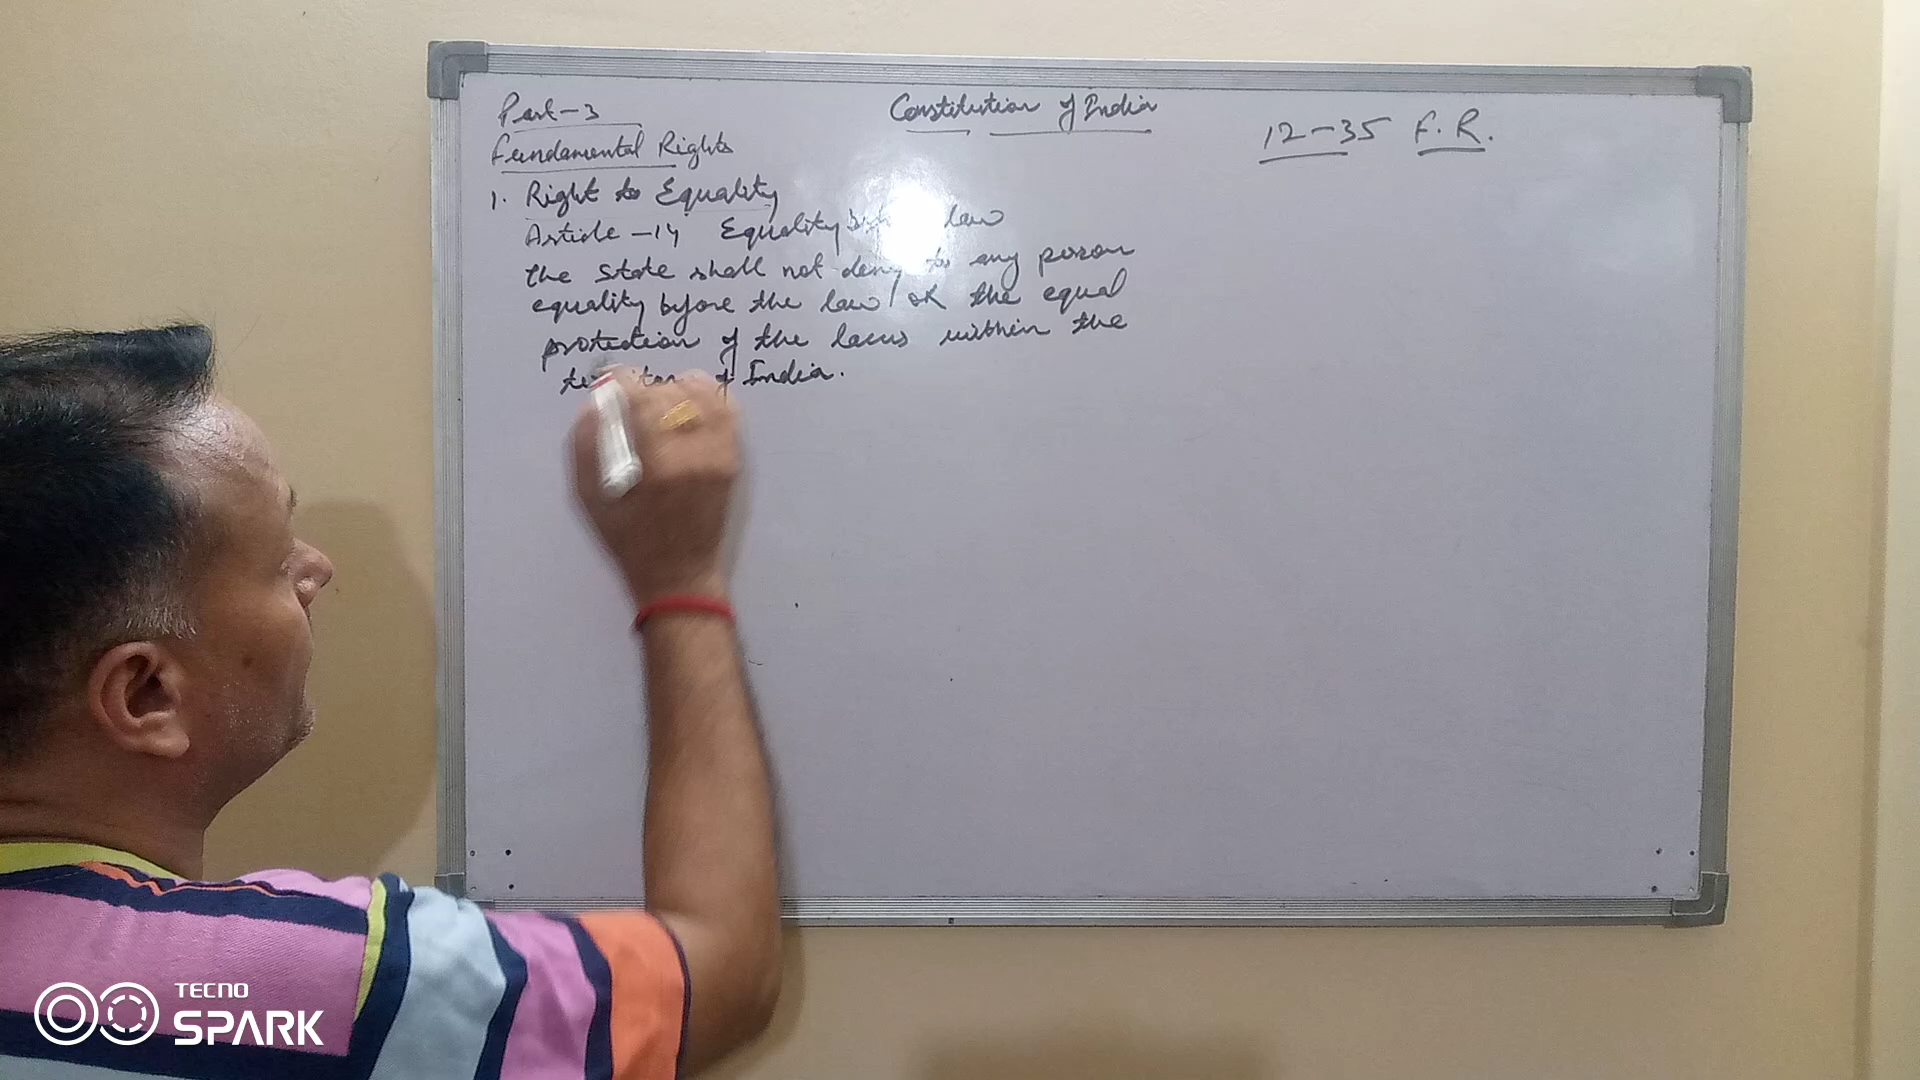 Constitution of India
12-35 F.R.
Part-3
Fundamental Rights
1. Right to Equality
Article-14 Equality before law
the state shall not deny to any person
equality before the law / or the equal
protection of the laws within the
of India.
TECNO
SPARK